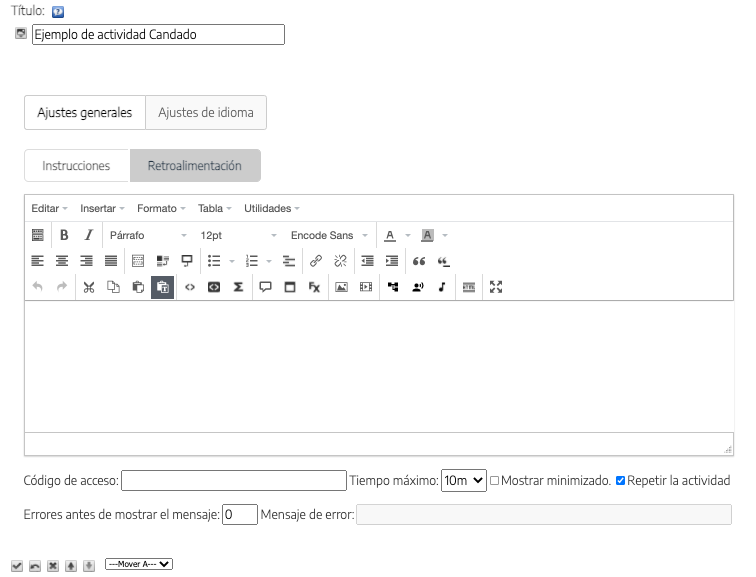 Título:
Ejemplo de actividad Candado
Ajustes generales Ajustes de idioma
Instrucciones Retroalimentación
Editar Insertar Formato Tabla Utilidades
B I Párrafo 12pt Encode Sans A A
Σ Fx
Código de acceso: Tiempo máximo: 10m Mostrar minimizado. Repetir la actividad
Errores antes de mostrar el mensaje: 0 Mensaje de error:
---Mover A---